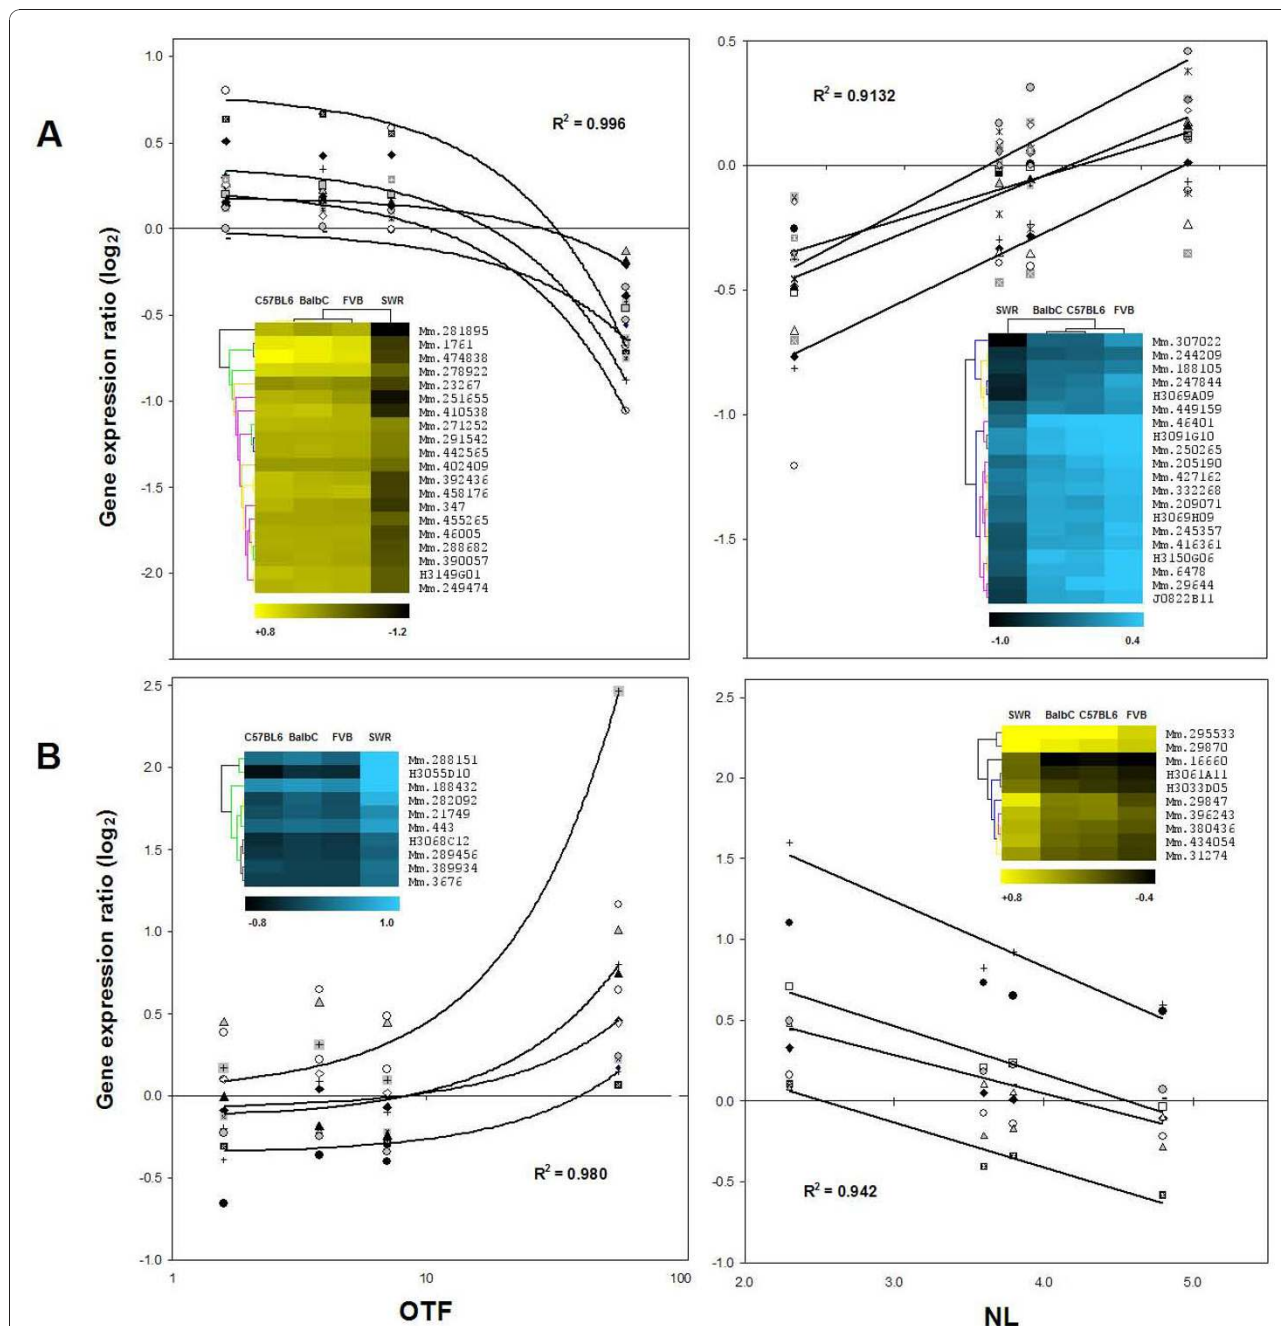 A
Gene expression ratio (log2)
1.0
0.5
0.0
-0.5
-1.0
-1.5
-2.0
R2 = 0.996
C57BL6 BalbC FVB SWR
Mm.281895
Mm.1761
Mm.474838
Mm.278922
Mm.23267
Mm.251655
Mm.410538
Mm.271252
Mm.291542
Mm.442565
Mm.402409
Mm.392436
Mm.458176
Mm.347
Mm.455265
Mm.46005
Mm.288682
Mm.390057
H3149G01
Mm.249474
+0.8 -1.2
0.5
0.0
-0.5
-1.0
-1.5
R2 = 0.9132
SWR BalbC C57BL6 FVB
Mm.307022
Mm.244209
Mm.188105
Mm.247844
H3069A09
Mm.449159
Mm.46401
H3091G10
Mm.250265
Mm.205190
Mm.427162
Mm.332268
Mm.209071
H3069H09
Mm.245357
Mm.416361
H3150G06
Mm.6478
Mm.29644
J0822B11
-1.0 0.4
B
Gene expression ratio (log2)
2.5
2.0
1.5
1.0
0.5
0.0
-0.5
-1.0
C57BL6 BalbC FVB SWR
Mm.288151
H3055D10
Mm.188432
Mm.282092
Mm.21749
Mm.443
H3068C12
Mm.289456
Mm.389934
Mm.3676
-0.8 1.0
R2 = 0.980
1 10 100
OTF
2.5
2.0
1.5
1.0
0.5
0.0
-0.5
-1.0
SWR BalbC C57BL6 FVB
Mm.295533
Mm.29870
Mm.16660
H3061A11
H3033D05
Mm.29847
Mm.396243
Mm.380436
Mm.434054
Mm.31274
+0.8 -0.4
R2 = 0.942
2.0 3.0 4.0 5.0
NL